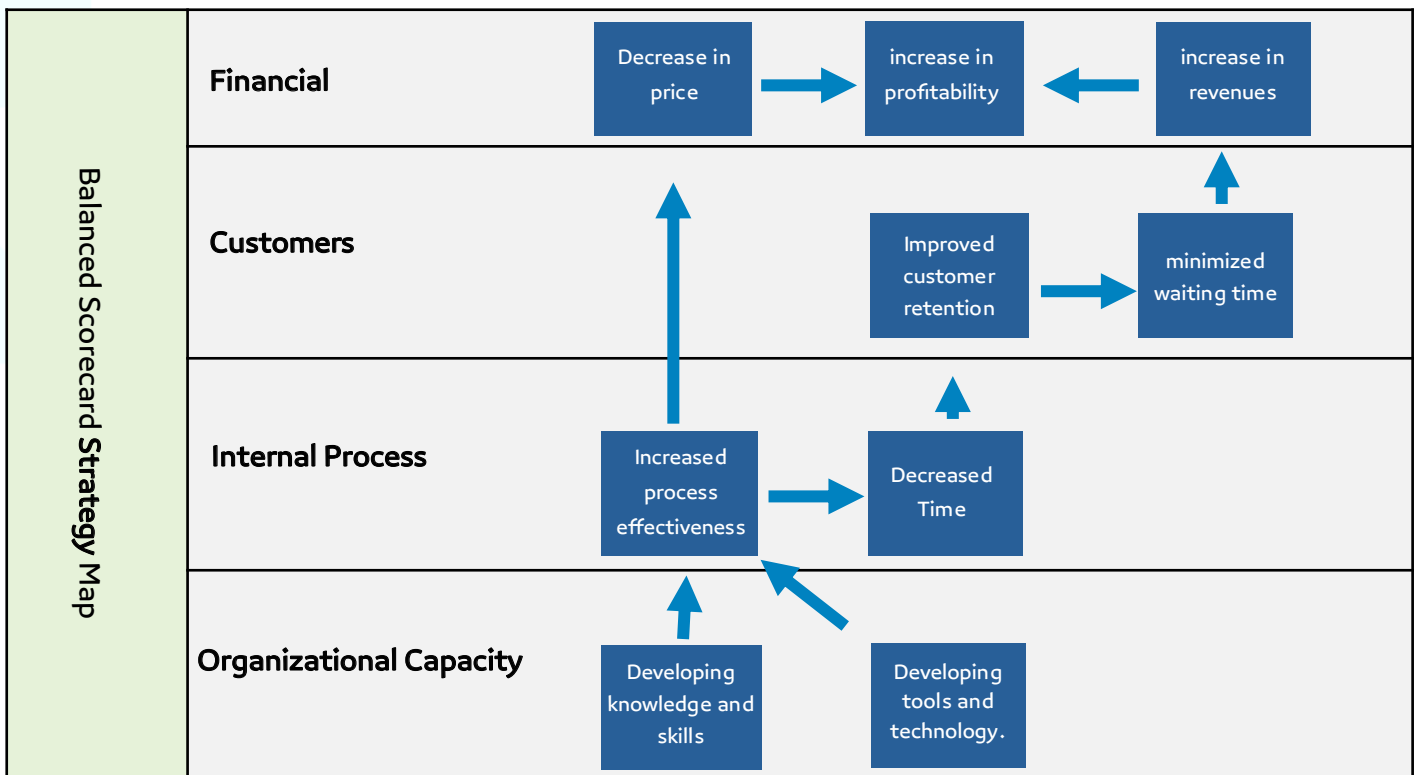 Balanced Scorecard Strategy Map
Financial
Decrease in
price
increase in
profitability
increase in
revenues
Customers
Improved
customer
retention
minimized
waiting time
Internal Process
Increased
process
effectiveness
Decreased
Time
Organizational Capacity
Developing
knowledge and
skills
Developing
tools and
technology.